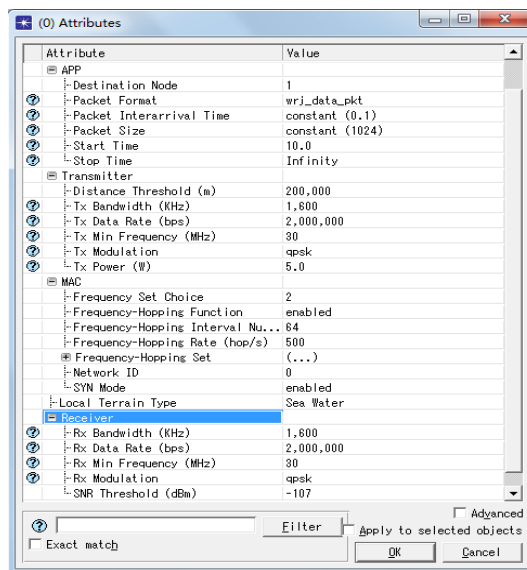 (0) Attributes
Attribute Value
APP
Destination Node 1
Packet Format wrj_data_pkt
Packet Interarrival Time constant (0.1)
Packet Size constant (1024)
Start Time 10.0
Stop Time Infinity
Transmitter
Distance Threshold (m) 200,000
Tx Bandwidth (KHz) 1,600
Tx Data Rate (bps) 2,000,000
Tx Min Frequency (MHz) 30
Tx Modulation qpsk
Tx Power (W) 5.0
MAC
Frequency Set Choice 2
Frequency-Hopping Function enabled
Frequency-Hopping Interval Nu... 64
Frequency-Hopping Rate (hop/s) 500
Frequency-Hopping Set (...)
Network ID 0
SYN Mode enabled
Local Terrain Type Sea Water
Receiver
Rx Bandwidth (KHz) 1,600
Rx Data Rate (bps) 2,000,000
Rx Min Frequency (MHz) 30
Rx Modulation qpsk
SNR Threshold (dBm) -107
Advanced
Filter Apply to selected objects
Exact match
OK Cancel